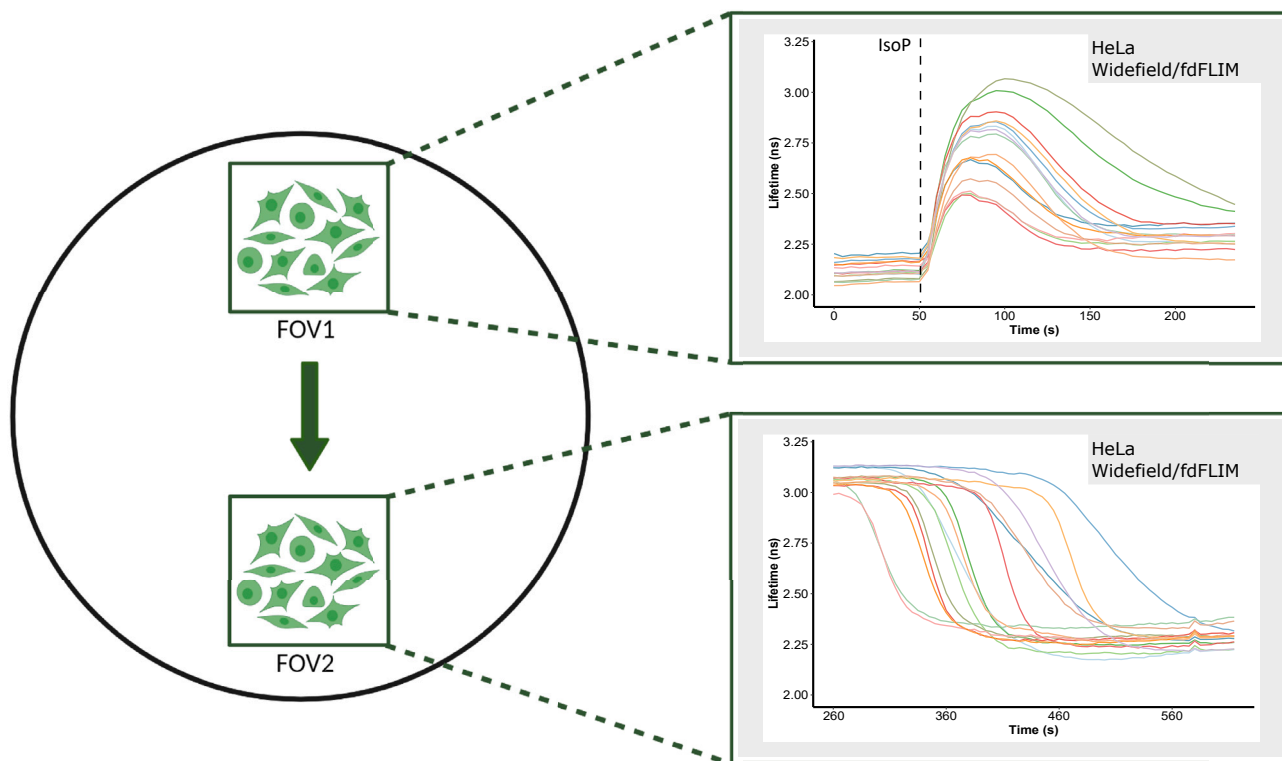 FOV1
FOV2
IsoP
HeLa
Widefield/fdFLIM
Lifetime (ns)
3.25
3.00
2.75
2.50
2.25
2.00
0 50 100 150 200
Time (s)
HeLa
Widefield/fdFLIM
Lifetime (ns)
3.25
3.00
2.75
2.50
2.25
2.00
260 360 460 560
Time (s)